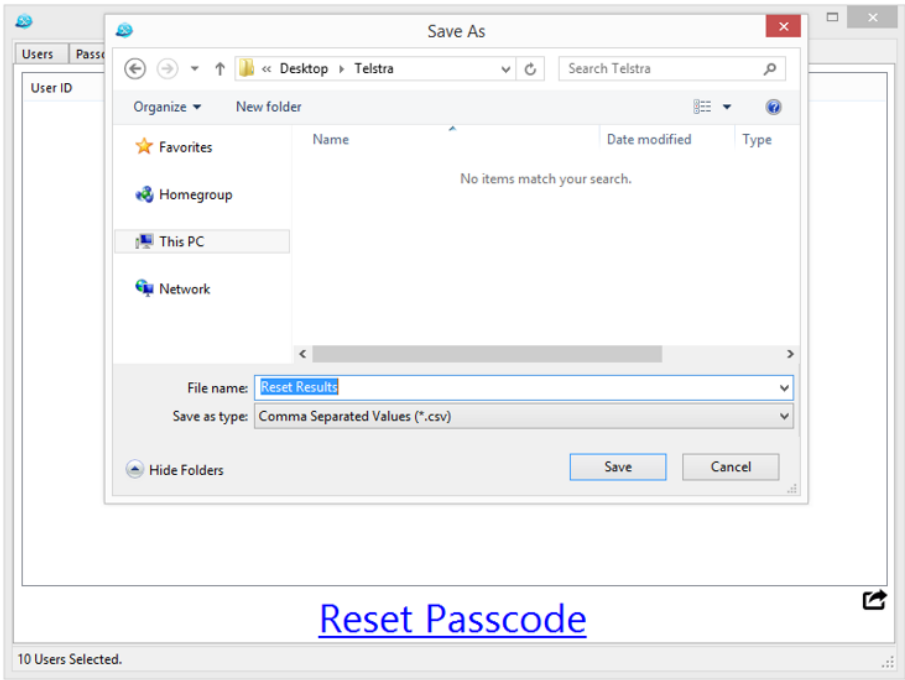 Save As
Users Passc
« Desktop Telstra Search Telstra
User ID
Organize New folder
Name Date modified Type
Favorites
No items match your search.
Homegroup
This PC
Network
File name: Reset Results
Save as type: Comma Separated Values (*.csv)
Hide Folders Save Cancel
Reset Passcode
10 Users Selected.